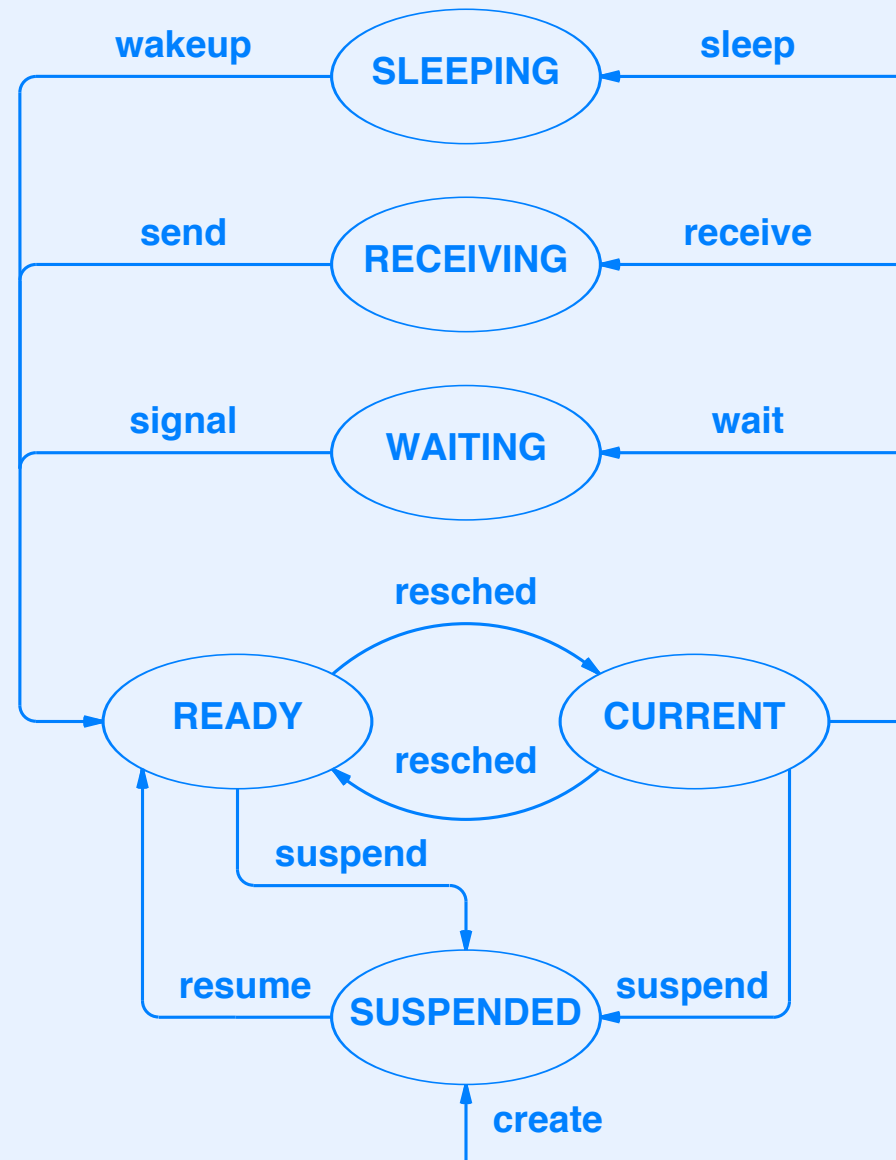 wakeup
SLEEPING
sleep
send
RECEIVING
receive
signal
WAITING
wait
resched
READY
CURRENT
resched
suspend
resume
SUSPENDED
suspend
create